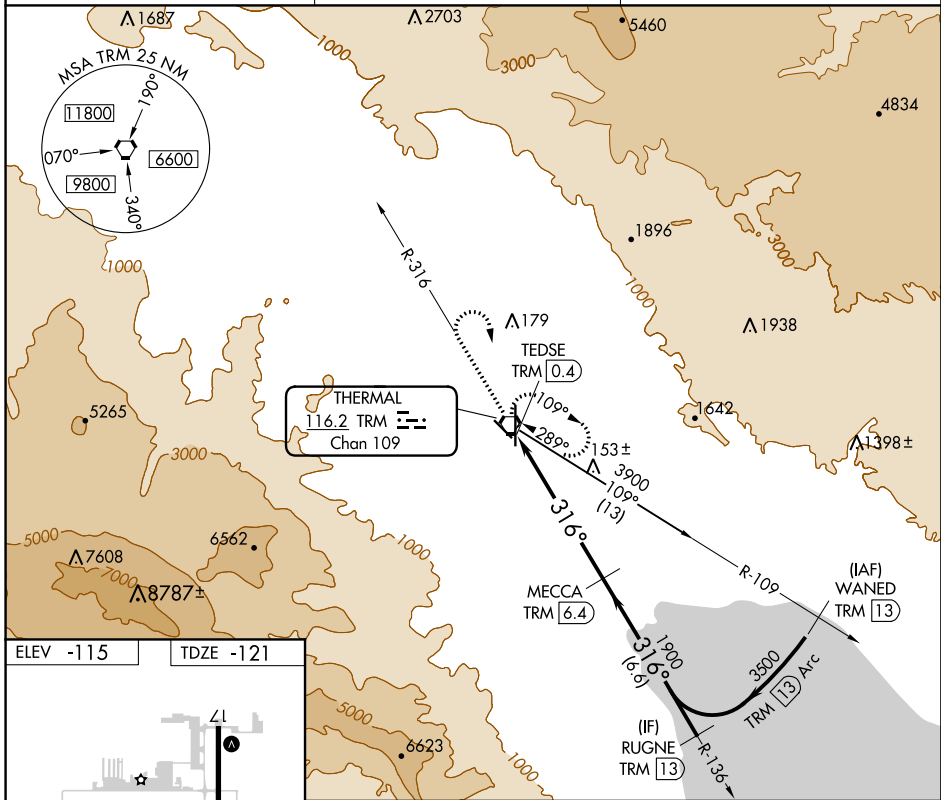 1687
2703
5460
1000
3000
4834
MSA TRM 25 NM
190°
11800
070°
6600
9800
340°
1896
3000
1000
1000
R-316
179
1938
TEDSE
TRM 0.4
THERMAL
116.2 TRM
Chan 109
109°
289°
1642
1398±
153±
3900
109°
(13)
5265
3000
316°
6562
5000
7608
7000
8787±
1000
R-109
(IAF)
WANED
TRM 13
MECCA
TRM 6.4
1900
316°
(6.6)
3500
TRM 13 Arc
(IF)
RUGNE
TRM 13
R-136
ELEV -115
TDZE -121
17
V
5000
6623
1000